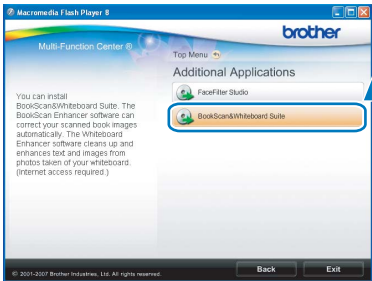 Macromedia Flash Player 8
brother
Multi-Function Center ®
Top Menu
Additional Applications
FaceFilter Studio
BookScan&Whiteboard Suite
You can install
BookScan&Whiteboard Suite. The
BookScan Enhancer software can
correct your scanned book images
automatically. The Whiteboard
Enhancer software cleans up and
enhances text and images from
photos taken of your whiteboard.
(Internet access required.)
Back
Exit
© 2001-2007 Brother Industries, Ltd. All rights reserved.